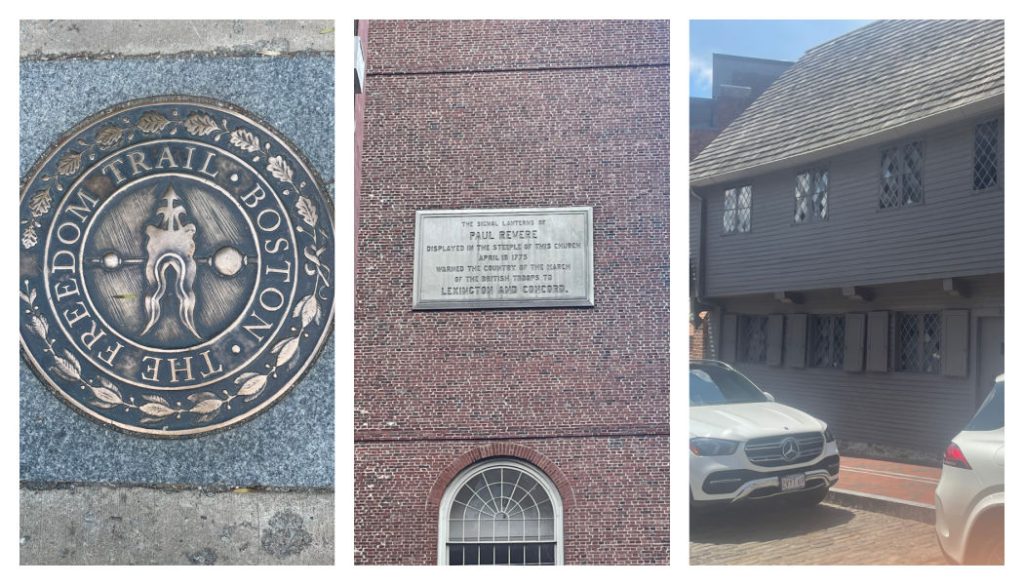 THE FREEDOM TRAIL · BOSTON ·
THE SIGNAL LANTERNS OF
PAUL REVERE
DISPLAYED IN THE STEEPLE OF THIS CHURCH
APRIL 18 1775
WARNED THE COUNTRY OF THE MARCH
OF THE BRITISH TROOPS TO
LEXINGTON AND CONCORD.